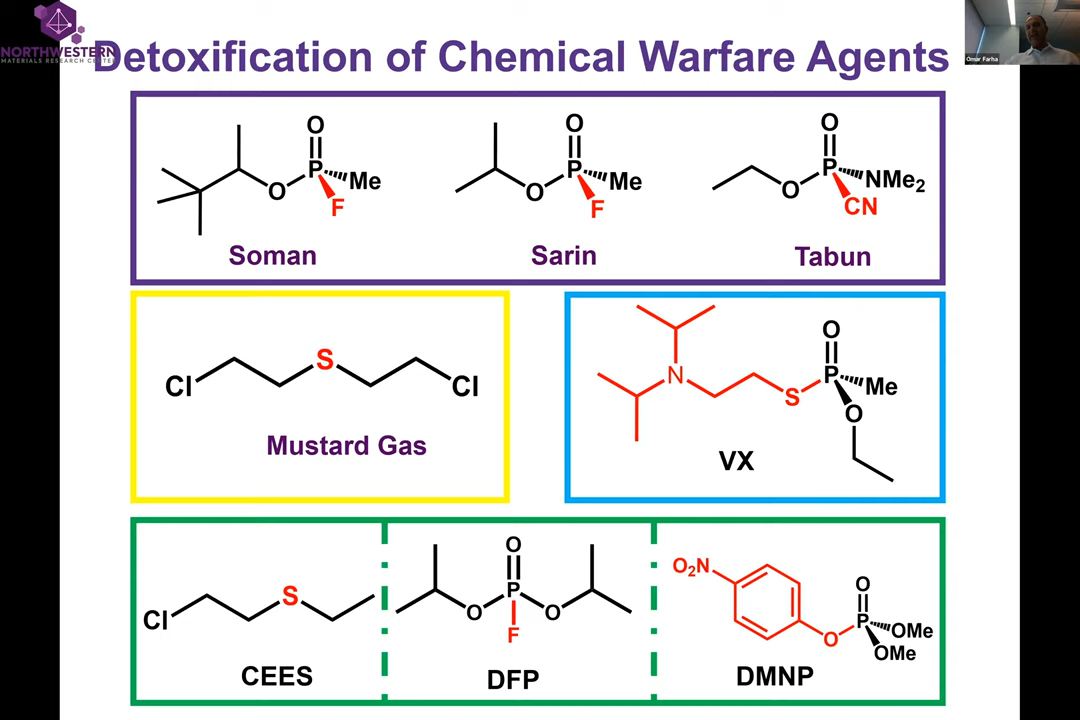 NORTHWESTERN
MATERIALS RESEARCH CENTER
Detoxification of Chemical Warfare Agents
Omar Farha
O
P
O
Me
F
Soman
O
P
O
Me
F
Sarin
O
P
O
NMe2
CN
Tabun
Cl
S
Cl
Mustard Gas
N
S
O
P
Me
O
VX
Cl
S
CEES
O
P
O
O
F
DFP
O2N
O
O
P
OMe
OMe
DMNP